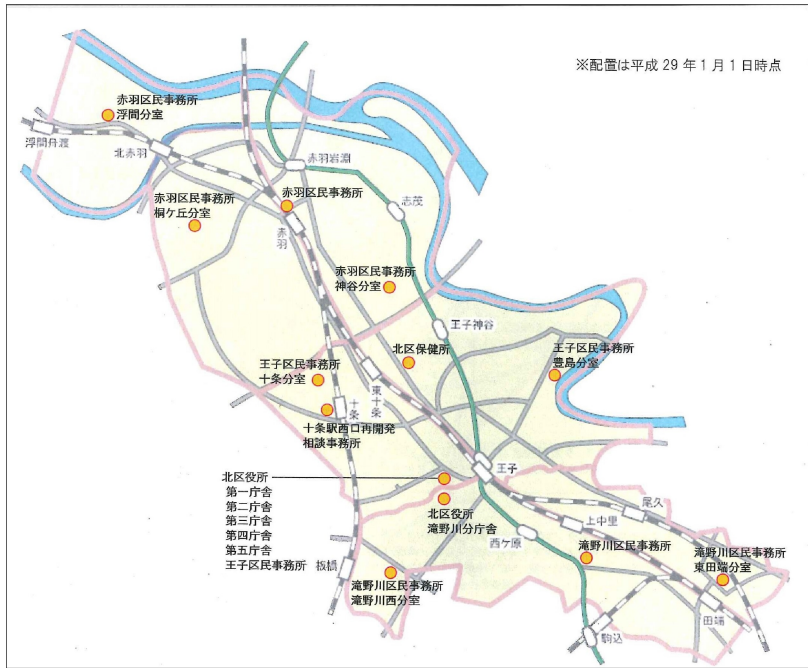 ※配置は平成 29 年 1 月 1 日時点
赤羽区民事務所
浮間分室
浮間舟渡
北赤羽
赤羽岩淵
赤羽区民事務所
桐ケ丘分室
赤羽区民事務所
志茂
赤羽
赤羽区民事務所
神谷分室
王子神谷
北区保健所
王子区民事務所
豊島分室
王子区民事務所
十条分室
東十条
十条
十条駅西口再開発
相談事務所
王子
北区役所
第一庁舎
第二庁舎
第三庁舎
第四庁舎
第五庁舎
王子区民事務所
北区役所
滝野川分庁舎
尾久
上中里
西ケ原
滝野川区民事務所
滝野川区民事務所
東田端分室
板橋
滝野川区民事務所
滝野川西分室
田端
駒込